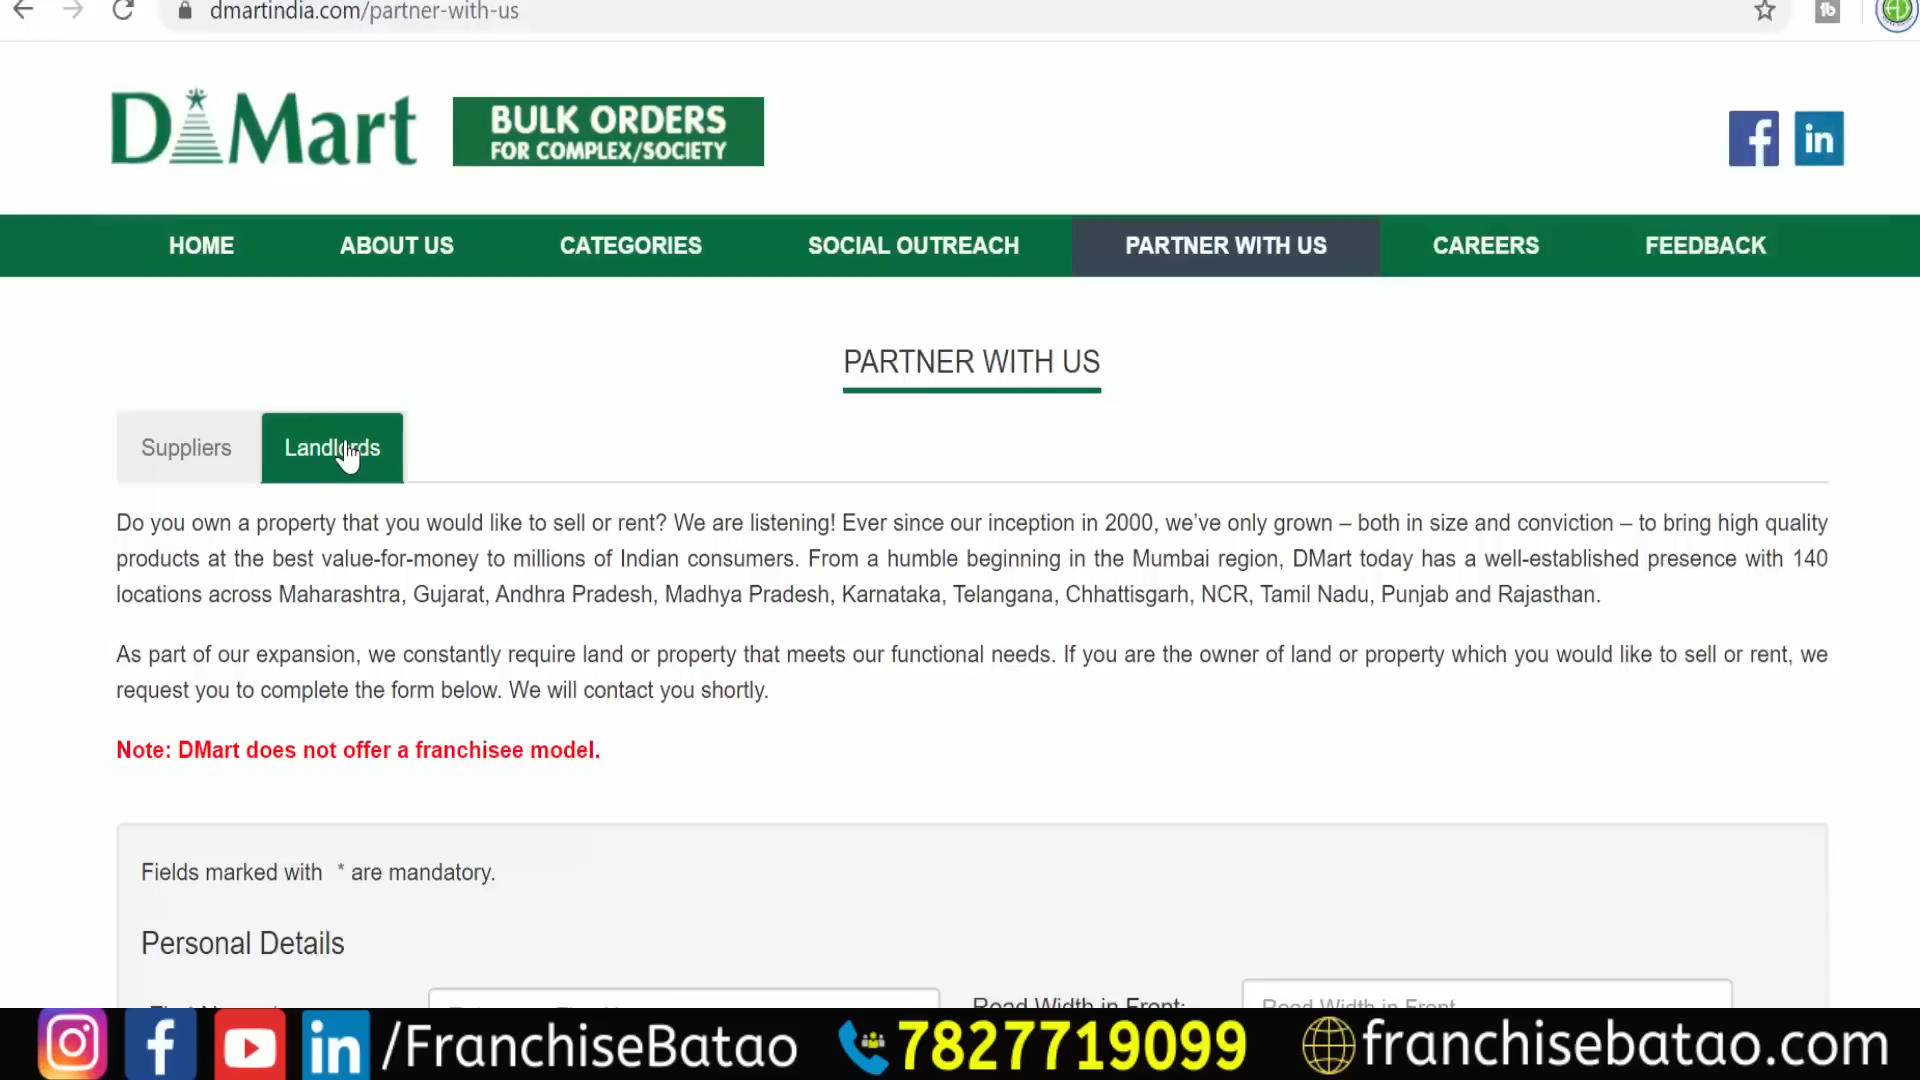 dmartindia.com/partner-with-us
DMart
BULK ORDERS
FOR COMPLEX/SOCIETY
HOME ABOUT US CATEGORIES SOCIAL OUTREACH PARTNER WITH US CAREERS FEEDBACK
PARTNER WITH US
Suppliers Landlords
Do you own a property that you would like to sell or rent? We are listening! Ever since our inception in 2000, we’ve only grown – both in size and conviction – to bring high quality
products at the best value-for-money to millions of Indian consumers. From a humble beginning in the Mumbai region, DMart today has a well-established presence with 140
locations across Maharashtra, Gujarat, Andhra Pradesh, Madhya Pradesh, Karnataka, Telangana, Chhattisgarh, NCR, Tamil Nadu, Punjab and Rajasthan.
As part of our expansion, we constantly require land or property that meets our functional needs. If you are the owner of land or property which you would like to sell or rent, we
request you to complete the form below. We will contact you shortly.
Note: DMart does not offer a franchisee model.
Fields marked with * are mandatory.
Personal Details
Road Width in Front: Road Width in Front
/FranchiseBatao 7827719099 franchisebatao.com